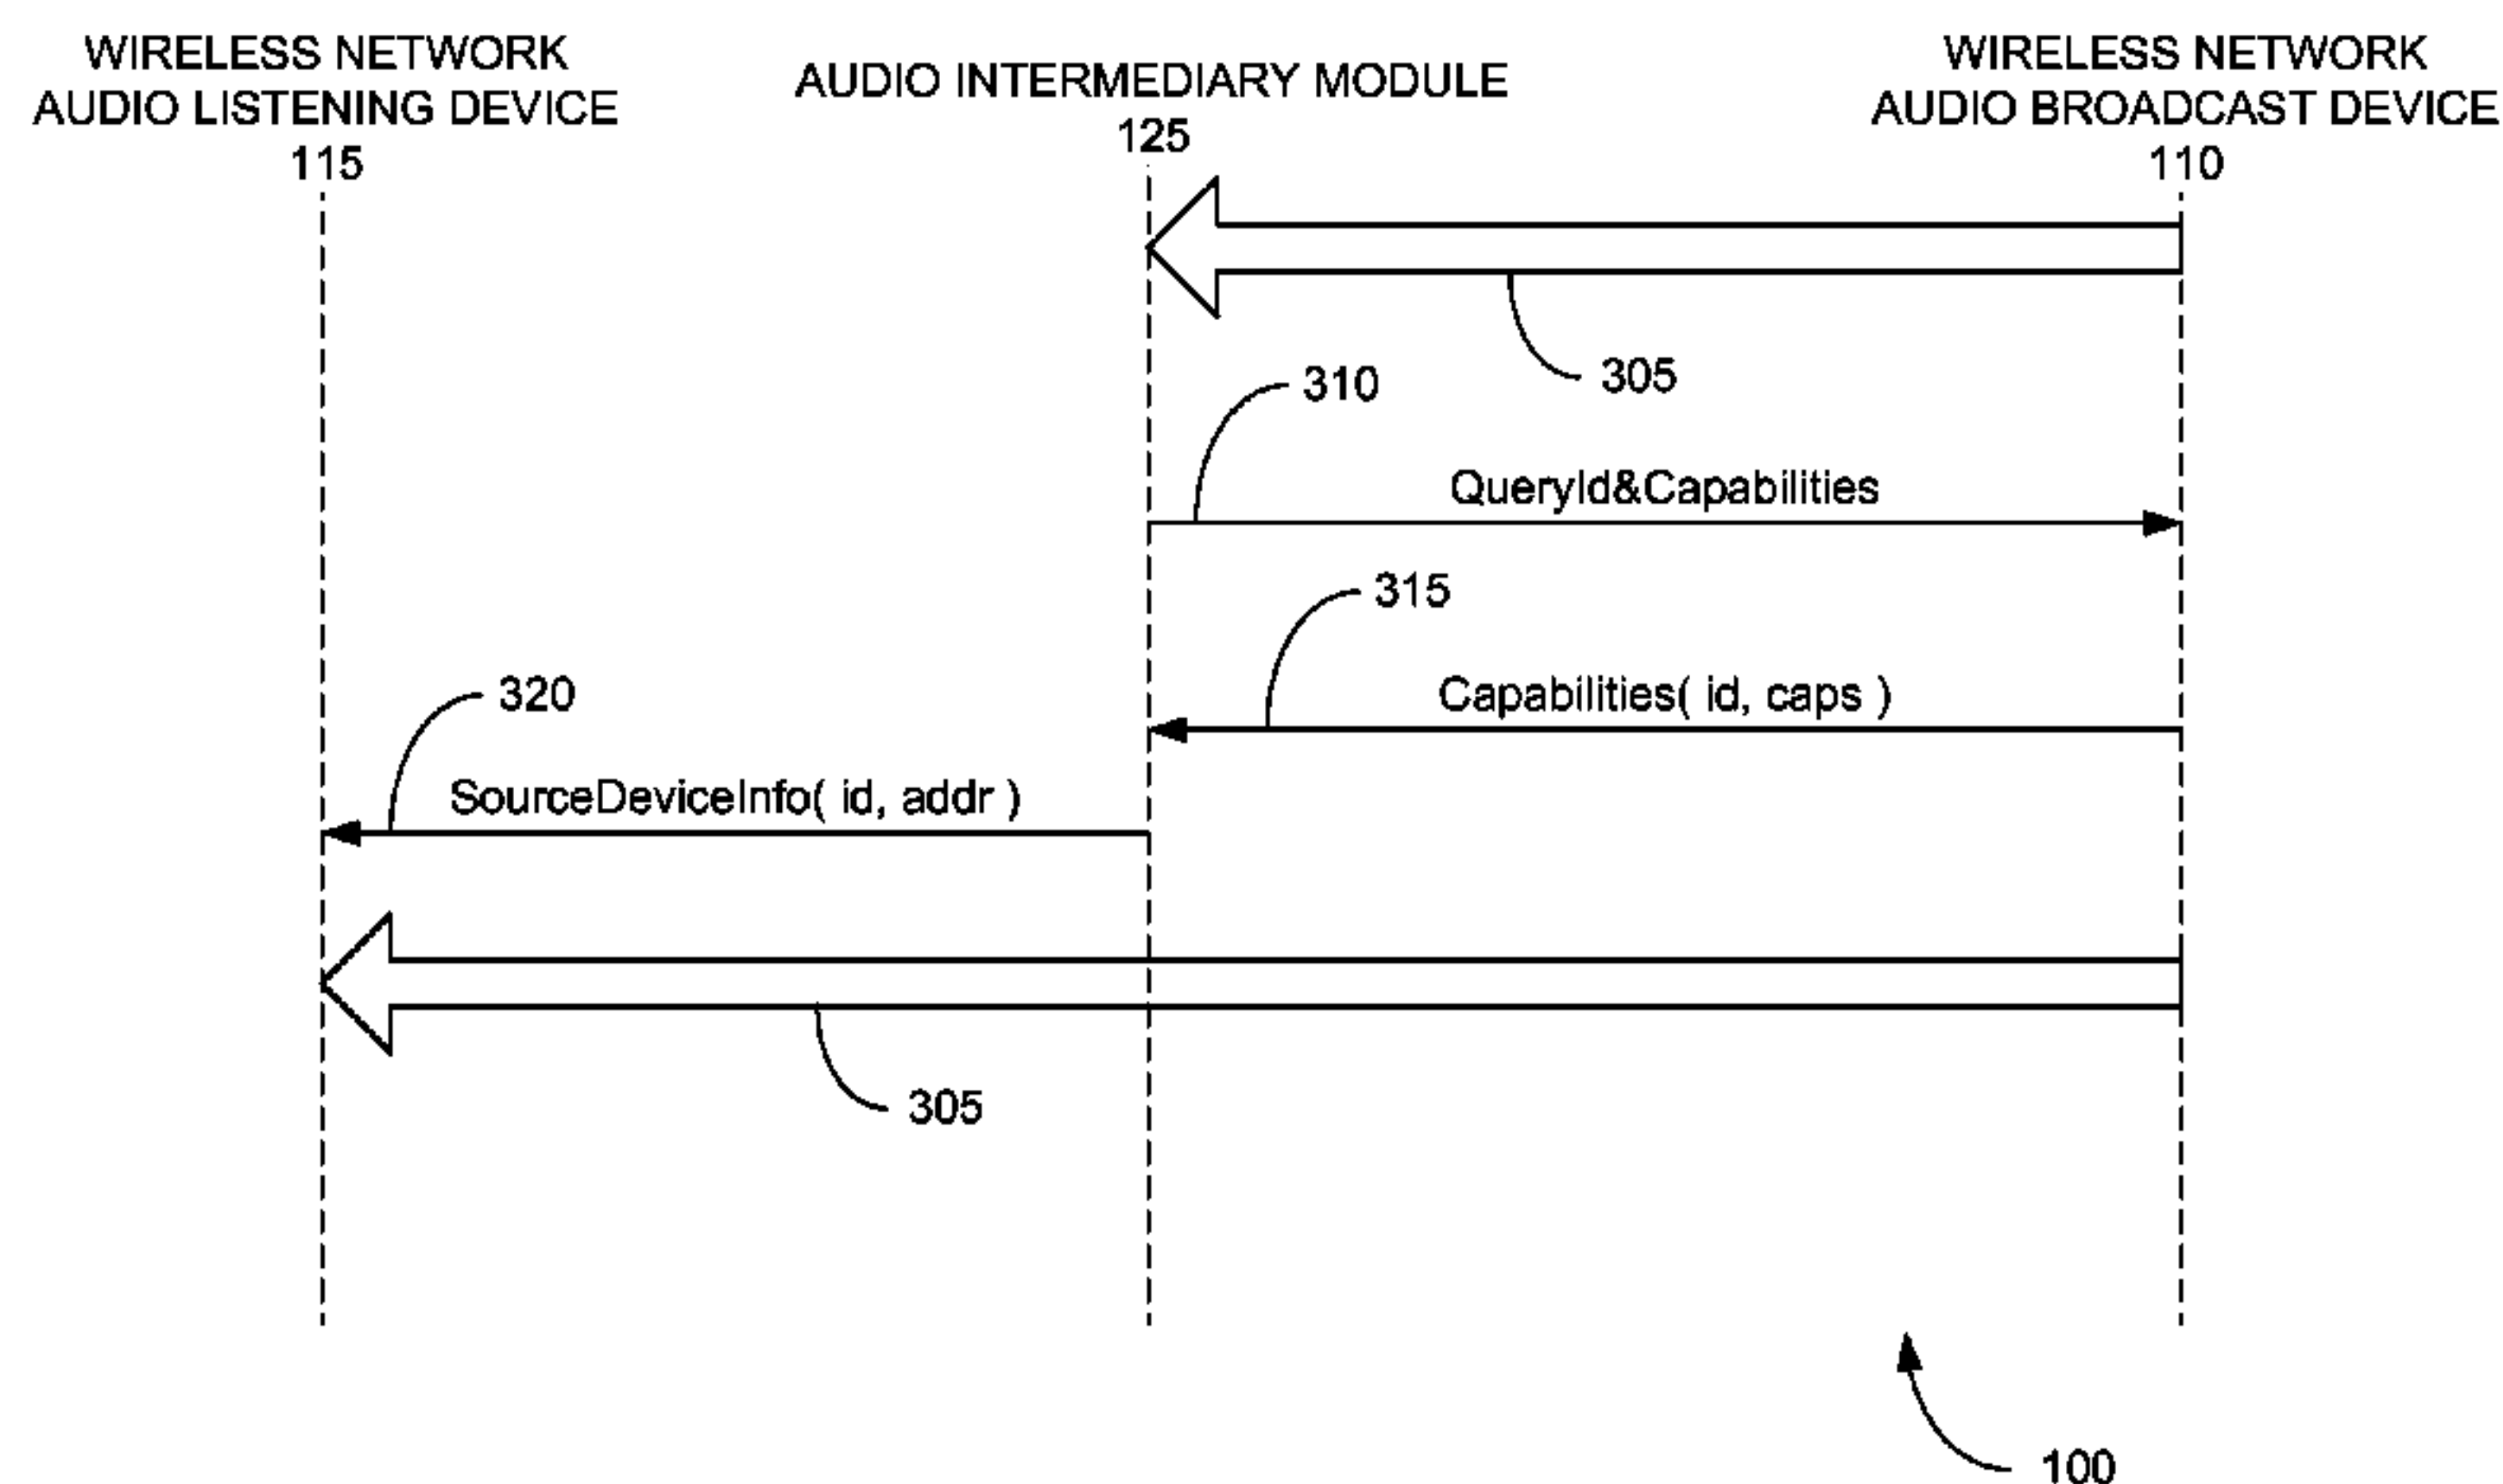 WIRELESS NETWORK
AUDIO LISTENING DEVICE
115
AUDIO INTERMEDIARY MODULE
125
WIRELESS NETWORK
AUDIO BROADCAST DEVICE
110
305
310
QueryId&Capabilities
315
Capabilities( id, caps )
320
SourceDeviceInfo( id, addr )
305
100